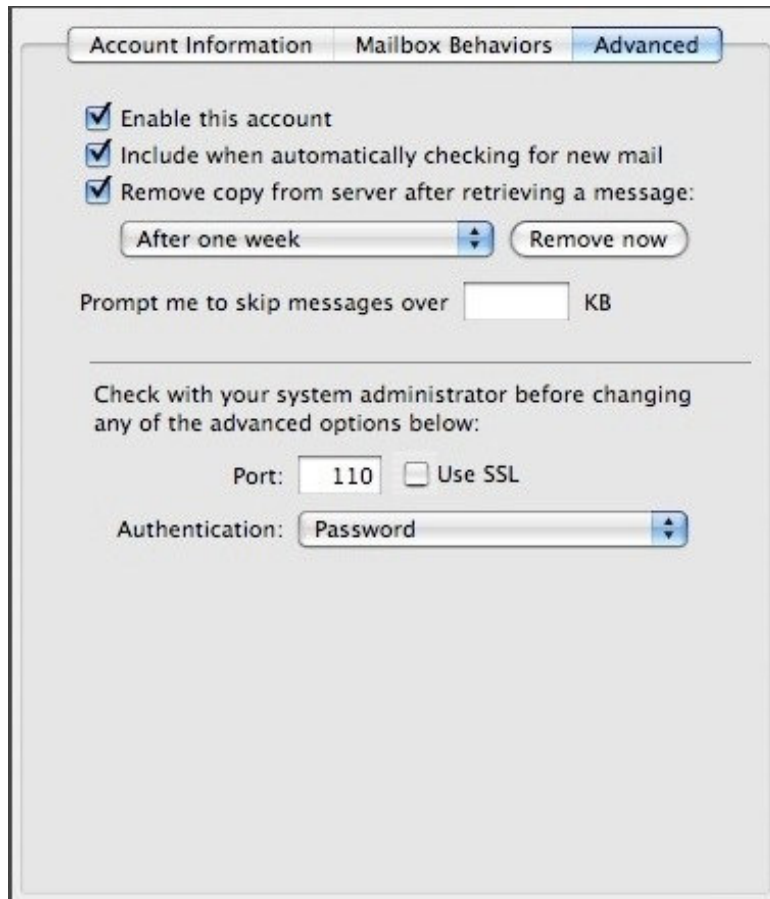 Account Information Mailbox Behaviors Advanced
Enable this account
Include when automatically checking for new mail
Remove copy from server after retrieving a message:
After one week Remove now
Prompt me to skip messages over KB
Check with your system administrator before changing
any of the advanced options below:
Port: 110 Use SSL
Authentication: Password